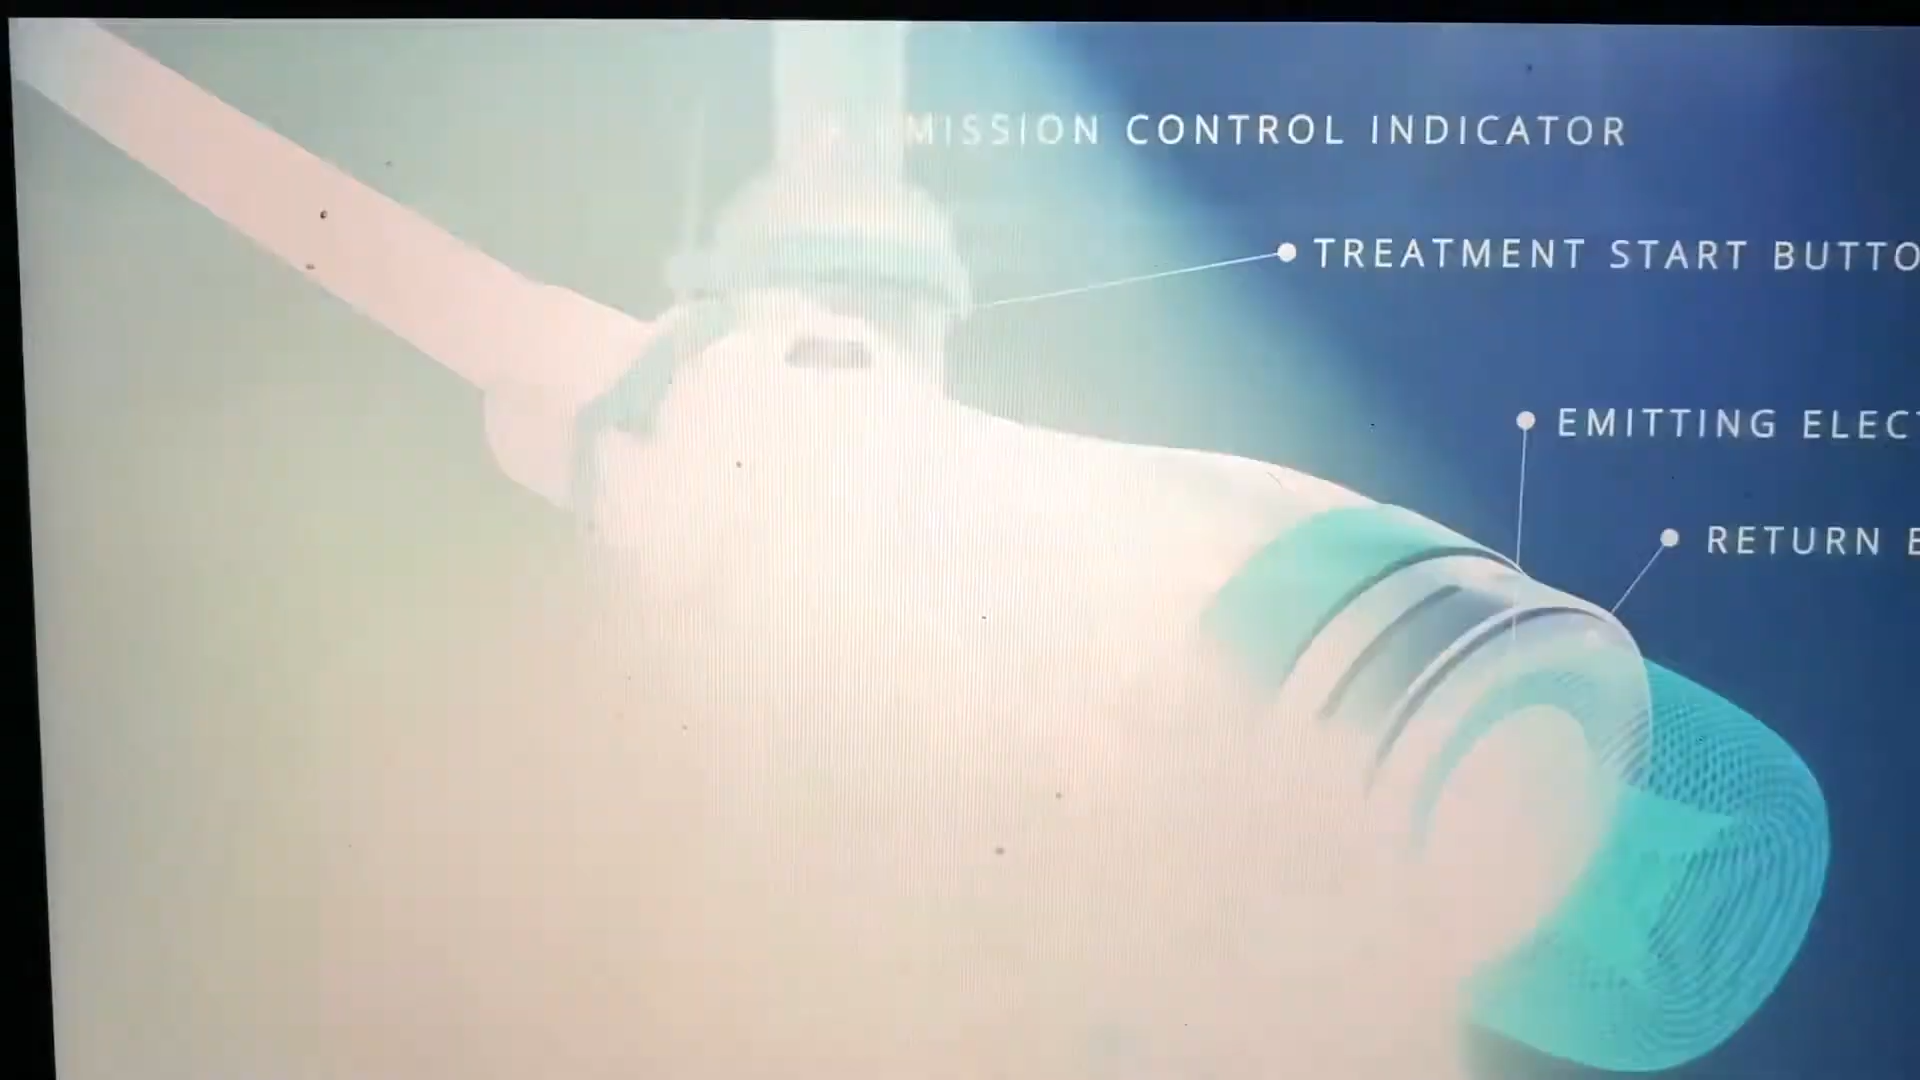 MISSION CONTROL INDICATOR
TREATMENT START BUTTO
EMITTING ELEC
RETURN E